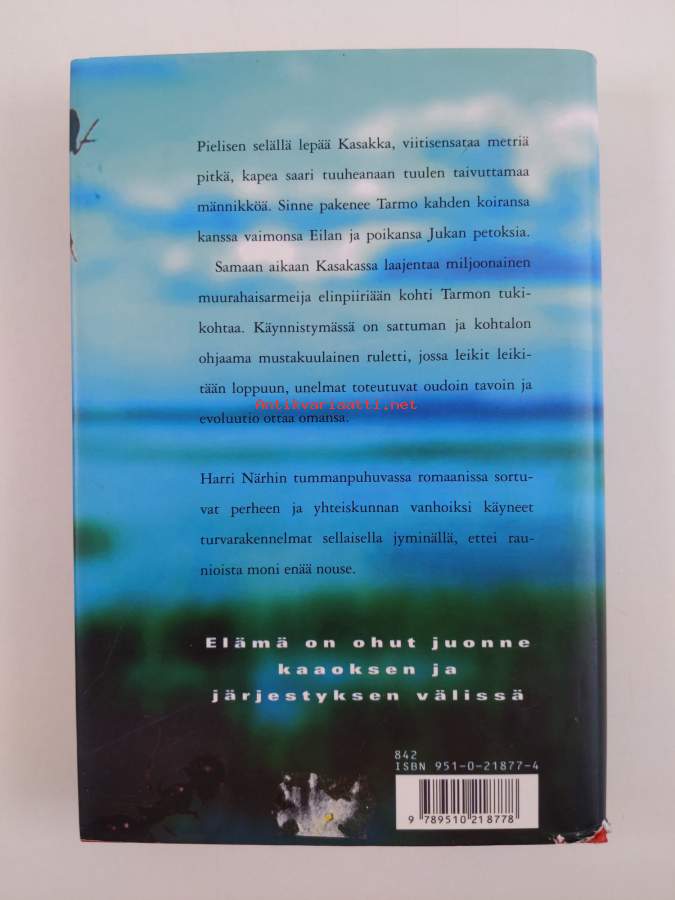 Pielisen selällä lepää Kasakka, viitisensataa metriä
pitkä, kapea saari tuuheanaan tuulen taivuttamaa
männikköä. Sinne pakenee Tarmo kahden koiransa
kanssa vaimonsa Eilan ja poikansa Jukan petoksia.
Samaan aikaan Kasakassa laajentaa miljoonainen
muurahaisarmeija elinpiiriään kohti Tarmon tuki-
kohtaa. Käynnistymässä on sattuman ja kohtalon
ohjaama mustakuulainen ruletti, jossa leikit leiki-
tään loppuun, unelmat toteutuvat oudoin tavoin ja
Antikvariaatti.net
evoluutio ottaa omansa.
Harri Närhin tummanpuhuvassa romaanissa sortu-
vat perheen ja yhteiskunnan vanhoiksi käyneet
turvarakennelmat sellaisella jyminällä, ettei rau-
nioista moni enää nouse.
Elämä on ohut juonne
kaaoksen ja
järjestyksen välissä
842
ISBN 951-0-21877-4
9 789510 218778